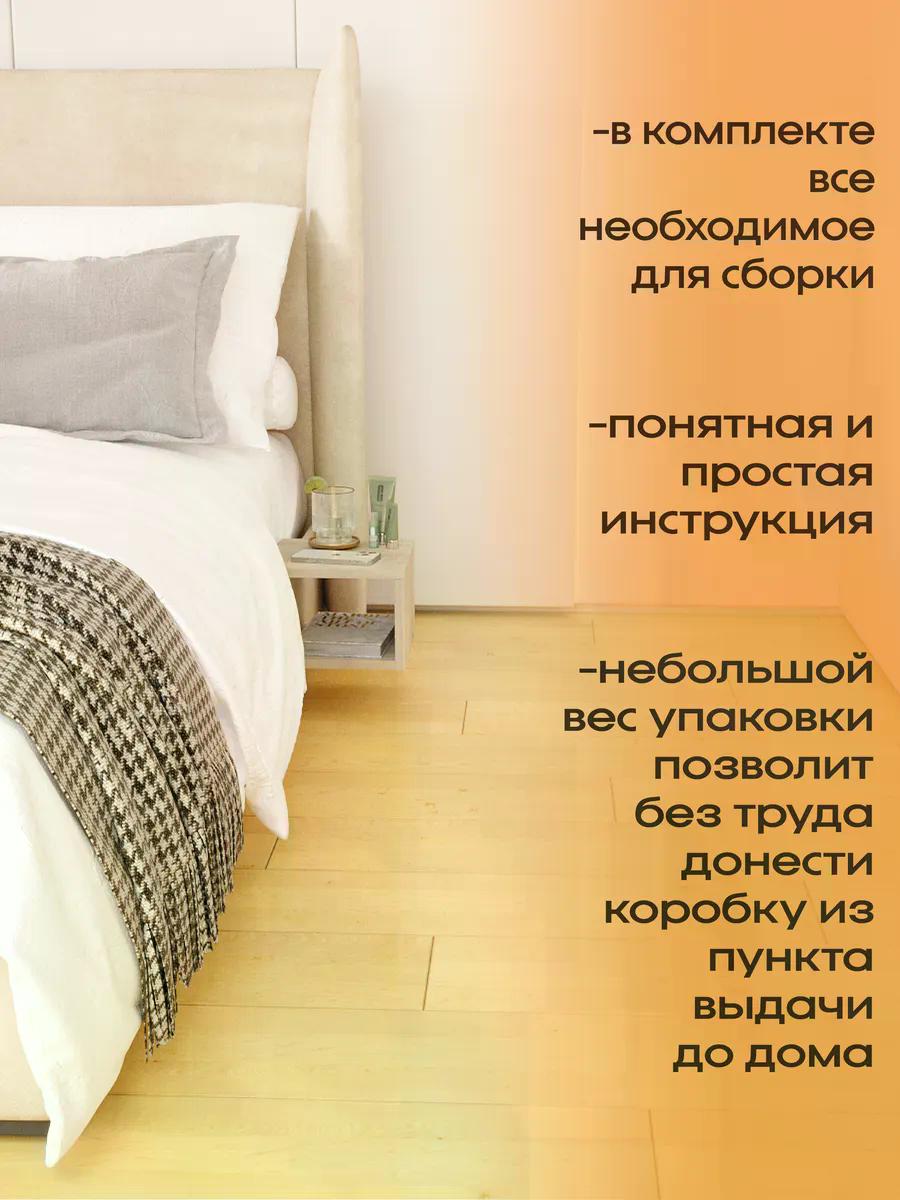 -в комплекте
все
необходимое
для сборки
-понятная и
простая
инструкция
-небольшой
вес упаковки
позволит
без труда
донести
коробку из
пункта
выдачи
до дома